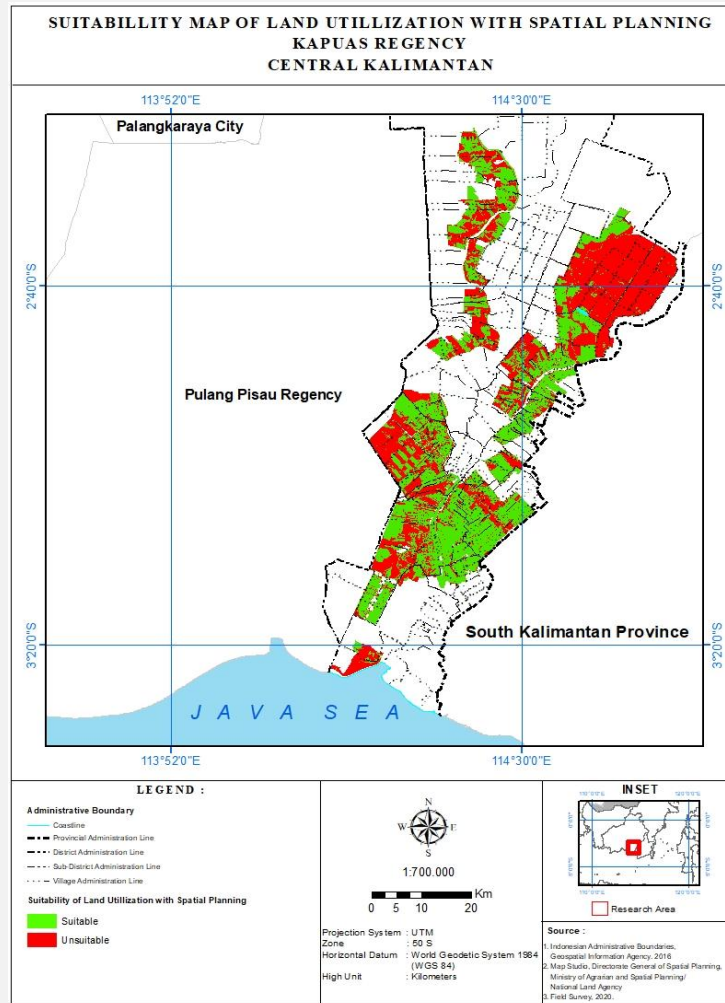 SUITABILLITY MAP OF LAND UTILLIZATION WITH SPATIAL PLANNING
KAPUAS REGENCY
CENTRAL KALIMANTAN
113°52'0"E
114°30'0"E
Palangkaraya City
2°40'0"S
2°40'0"S
Pulang Pisau Regency
South Kalimantan Province
3°20'0"S
3°20'0"S
JAVA SEA
113°52'0"E
114°30'0"E
LEGEND :
Administrative Boundary
Coastline
Provincial Administration Line
District Administration Line
Sub-District Administration Line
Village Administration Line
Suitability of Land Utilization with Spatial Planning
Suitable
Unsuitable
N
W
E
S
1:700.000
Km
0 5 10 20
Projection System : UTM
Zone : 50 S
Horizontal Datum : World Geodetic System 1984
(WGS 84)
High Unit : Kilometers
INSET
Research Area
Source :
1. Indonesian Administrative Boundaries,
Geospatial Information Agency, 2016
2. Map Studio, Directorate General of Spatial Planning,
Ministry of Agrarian and Spatial Planning/
National Land Agency
3. Field Survey, 2020.